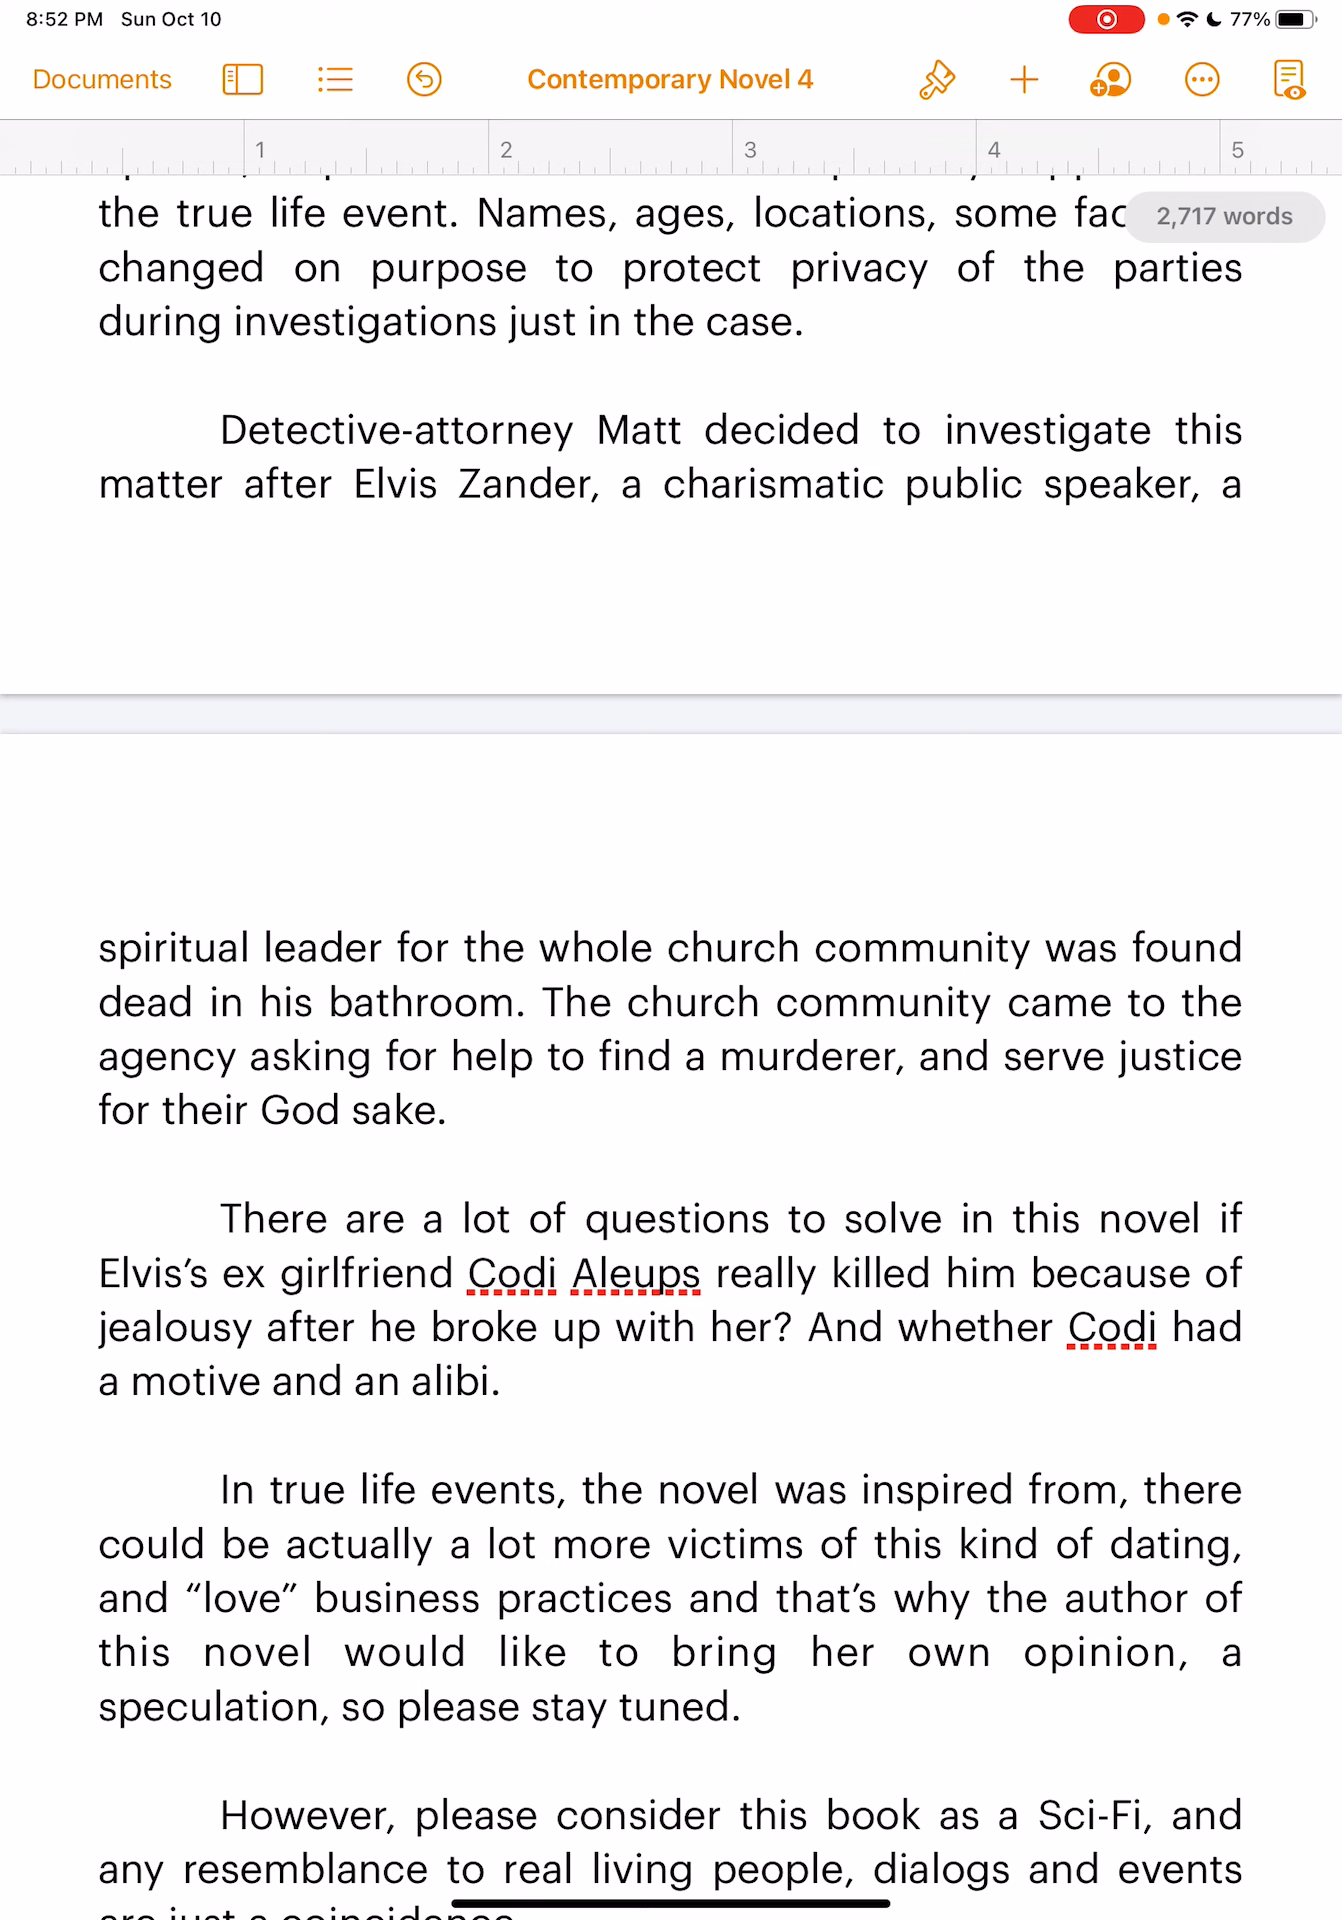 8:52 PM Sun Oct 10 77%
Documents Contemporary Novel 4
1 2 3 4 5
the true life event. Names, ages, locations, some
2,717 words
changed on purpose to protect privacy of the parties
during investigations just in the case.
Detective-attorney Matt decided to investigate this
matter after Elvis Zander, a charismatic public speaker, a
spiritual leader for the whole church community was found
dead in his bathroom. The church community came to the
agency asking for help to find a murderer, and serve justice
for their God sake.
There are a lot of questions to solve in this novel if
Elvis’s ex girlfriend Codi Aleups really killed him because of
jealousy after he broke up with her? And whether Codi had
a motive and an alibi.
In true life events, the novel was inspired from, there
could be actually a lot more victims of this kind of dating,
and “love” business practices and that’s why the author of
this novel would like to bring her own opinion, a
speculation, so please stay tuned.
However, please consider this book as a Sci-Fi, and
any resemblance to real living people, dialogs and events
are just a coincidence